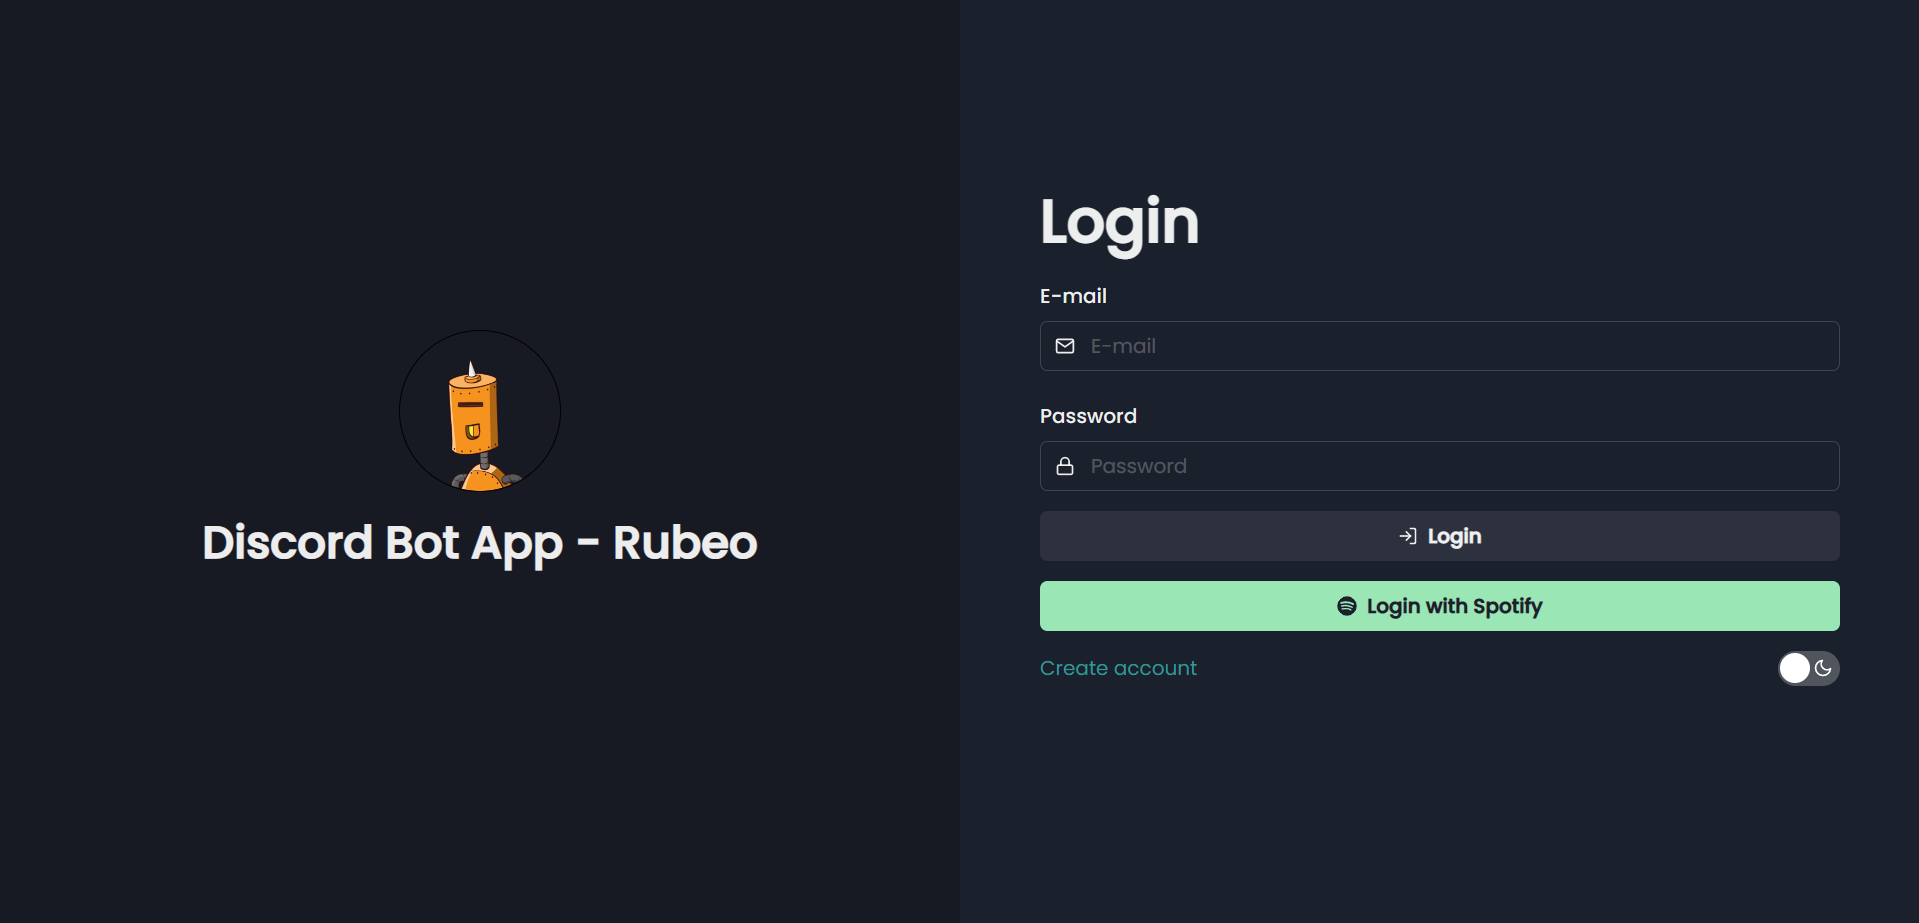 Discord Bot App - Rubeo
Login
E-mail
E-mail
Password
Password
Login
Login with Spotify
Create account